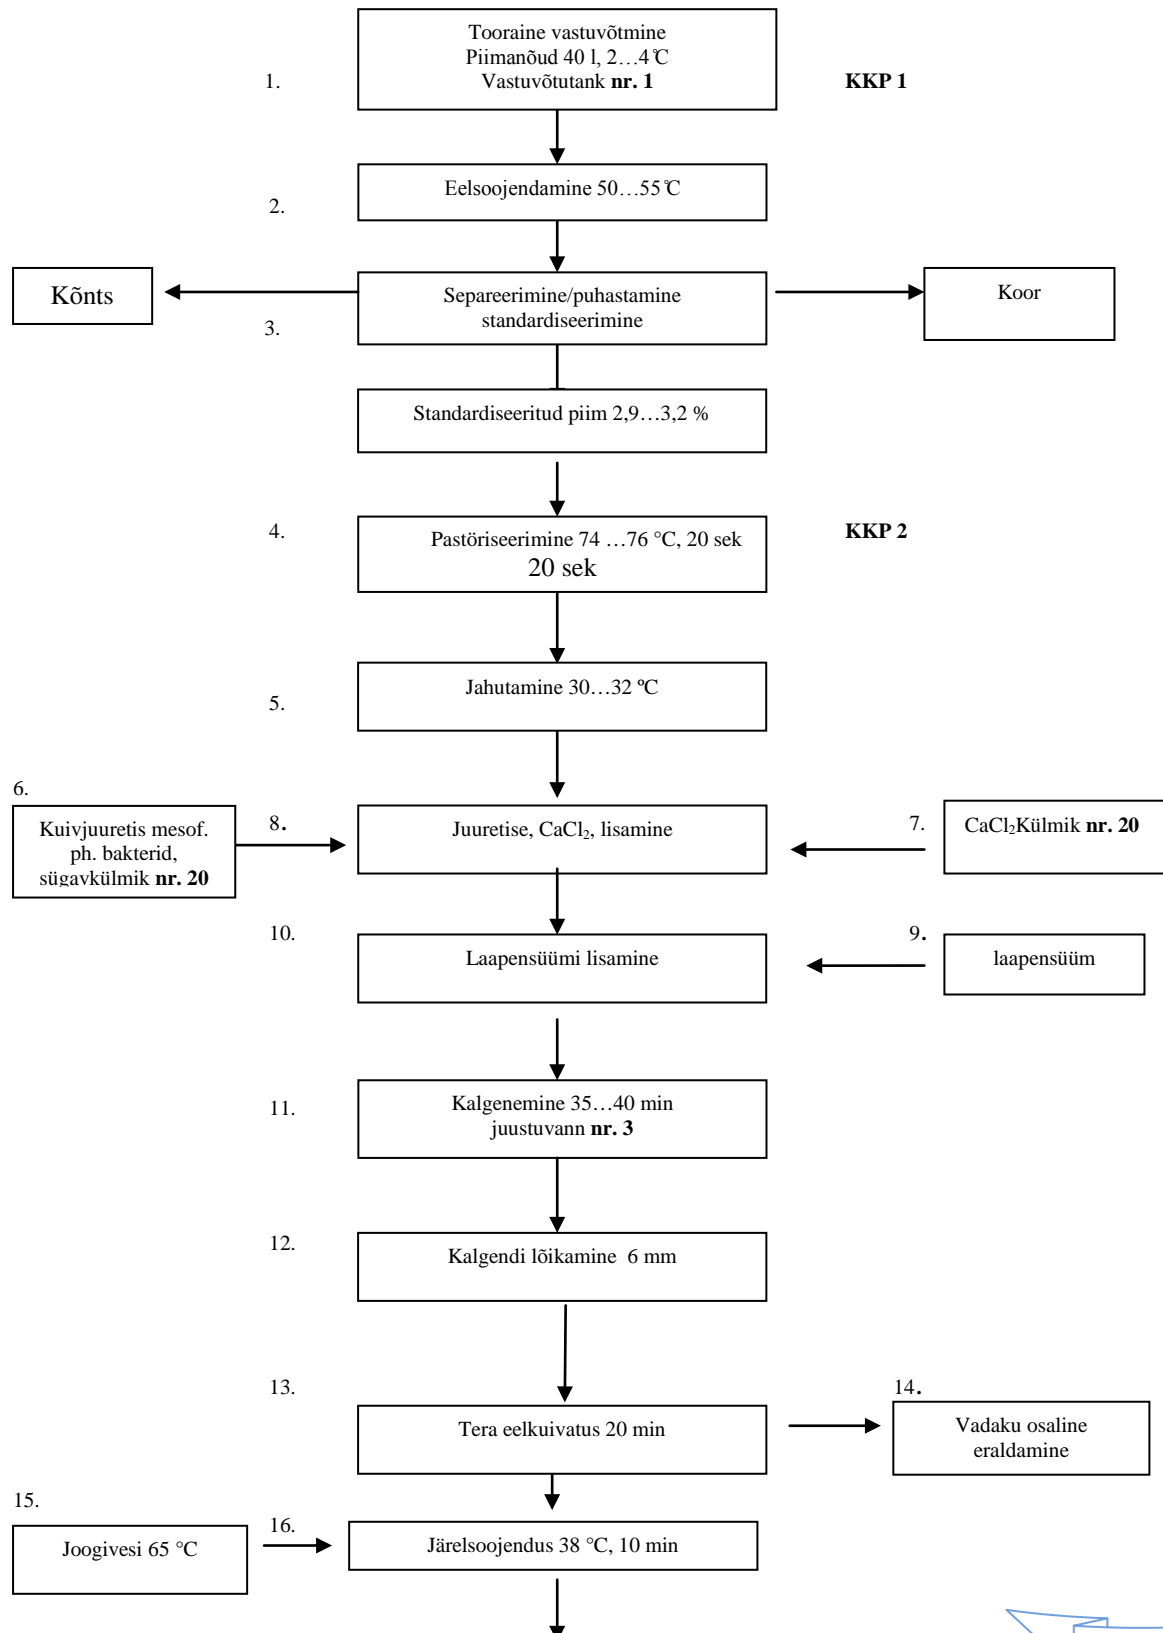 Tooraine vastuvõtmine
Piimanõud 40 l, 2…4 ℃
1.
Vastuvõtutank nr. 1
KKP 1
Eelsoojendamine 50…55 ℃
2.
Kõnts
Separeerimine/puhastamine
standardiseerimine
Koor
3.
Standardiseeritud piim 2,9…3,2 %
4.
Pastöriseerimine 74 …76 °C, 20 sek
20 sek
KKP 2
Jahutamine 30…32 ºC
5.
6.
Kuivjuuretis mesof.
ph. bakterid,
sügavkülmik nr. 20
8.
Juuretise, CaCl₂, lisamine
7.
CaCl₂Külmik nr. 20
10.
Laapensüümi lisamine
9.
laapensüüm
11.
Kalgenemine 35…40 min
juustuvann nr. 3
12.
Kalgendi lõikamine 6 mm
13.
Tera eelkuivatus 20 min
14.
Vadaku osaline
eraldamine
15.
Joogivesi 65 °C
16.
Järelsoojendus 38 °C, 10 min